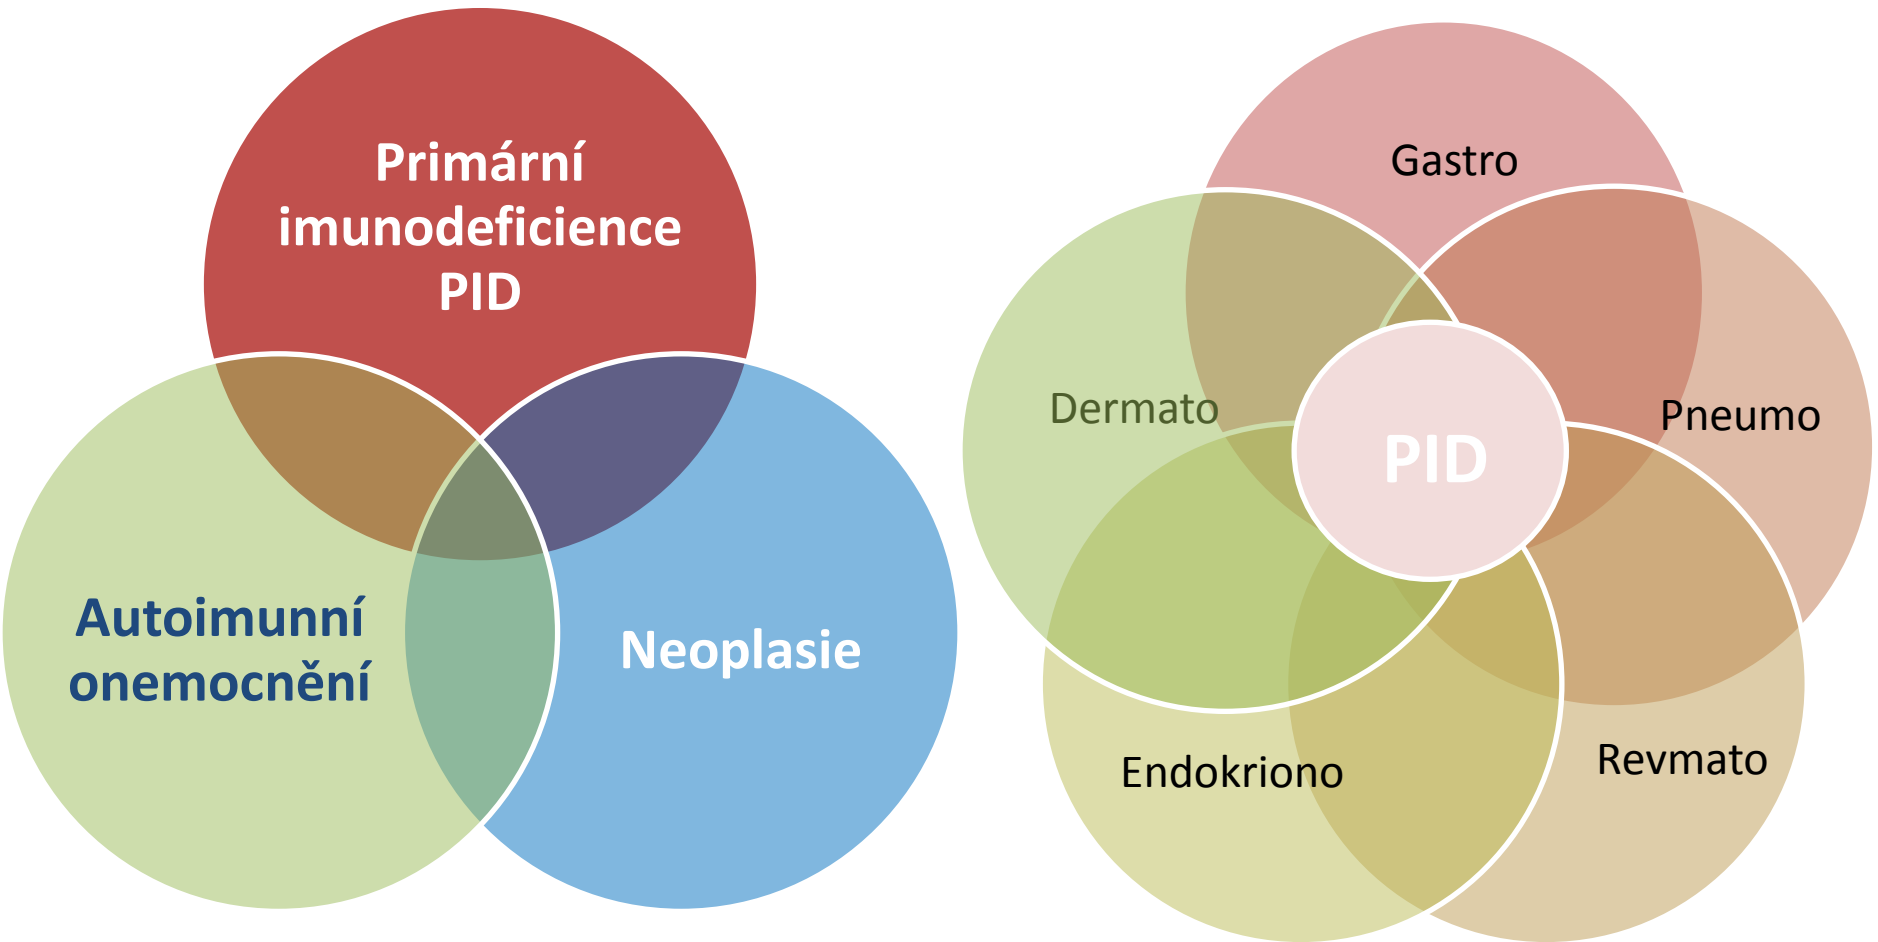 Primární
imunodeficience
PID
Autoimunní
onemocnění
Neoplasie
Gastro
Dermato
Pneumo
PID
Endokriono
Revmato